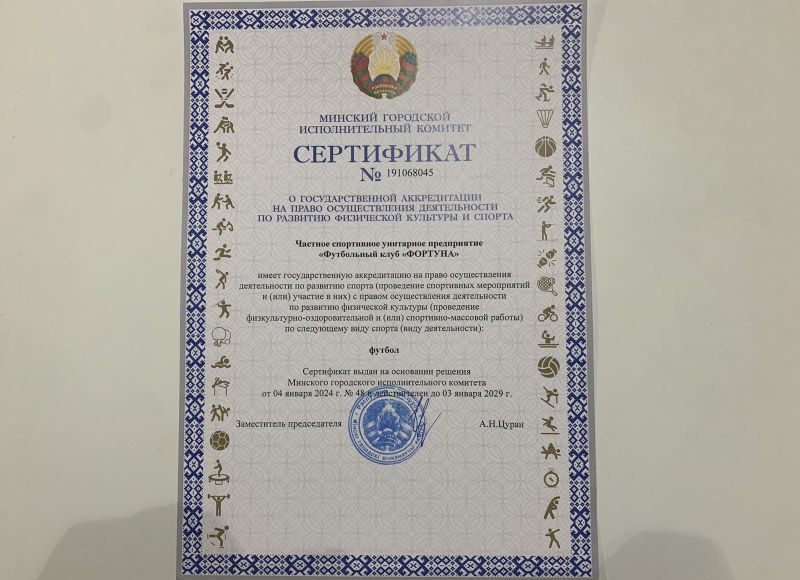 РЭСПУБЛІКА
БЕЛАРУСЬ
МИНСКИЙ ГОРОДСКОЙ
ИСПОЛНИТЕЛЬНЫЙ КОМИТЕТ
СЕРТИФИКАТ
№ 191068045
О ГОСУДАРСТВЕННОЙ АККРЕДИТАЦИИ
НА ПРАВО ОСУЩЕСТВЛЕНИЯ ДЕЯТЕЛЬНОСТИ
ПО РАЗВИТИЮ ФИЗИЧЕСКОЙ КУЛЬТУРЫ И СПОРТА
Частное спортивное унитарное предприятие
«Футбольный клуб «ФОРТУНА»
имеет государственную аккредитацию на право осуществления
деятельности по развитию спорта (проведение спортивных мероприятий
и (или) участие в них) с правом осуществления деятельности
по развитию физической культуры (проведение
физкультурно-оздоровительной и (или) спортивно-массовой работы)
по следующему виду спорта (виду деятельности):
футбол
Сертификат выдан на основании решения
Минского городского исполнительного комитета
от 04 января 2024 г. № 48 и действителен до 03 января 2029 г.
Заместитель председателя А.Н.Цуран